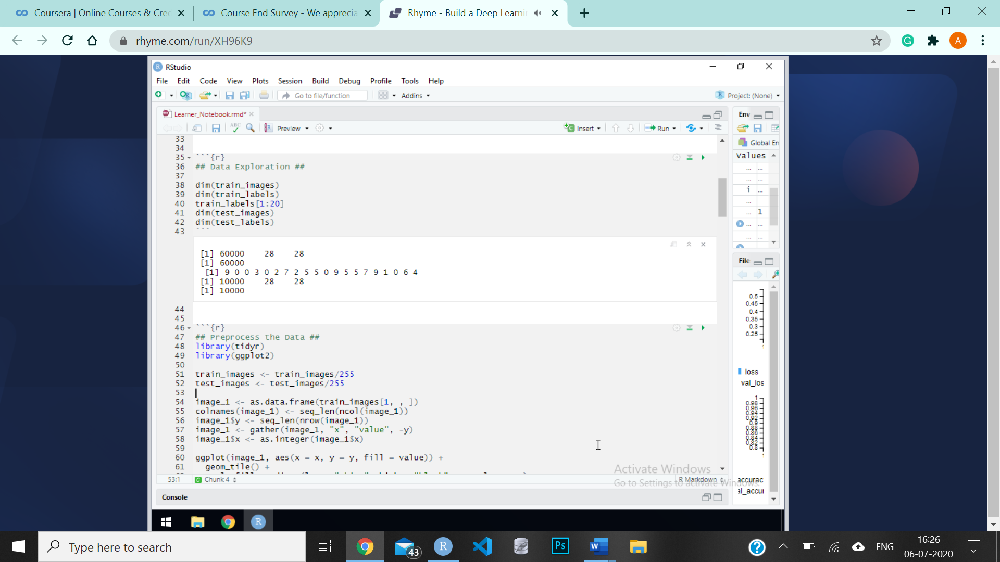 Coursera | Online Courses & Cred
Course End Survey - We apprecia
Rhyme - Build a Deep Learnin
rhyme.com/run/XH96K9
A
RStudio
File Edit Code View Plots Session Build Debug Profile Tools Help
Go to file/function
Addins
Project: (None)
Learner_Notebook.rmd*
ABC
Preview
Insert
Run
33
34
35 ```{r}
36 ## Data Exploration ##
37
38 dim(train_images)
39 dim(train_labels)
40 train_labels[1:20]
41 dim(test_images)
42 dim(test_labels)
43 ```
[1] 60000 28 28
[1] 60000
[1] 9 0 0 3 0 2 7 2 5 5 0 9 5 5 7 9 1 0 6 4
[1] 10000 28 28
[1] 10000
44
45
46 ```{r}
47 ## Preprocess the Data ##
48 library(tidyr)
49 library(ggplot2)
50
51 train_images <- train_images/255
52 test_images <- test_images/255
53
54 image_1 <- as.data.frame(train_images[1, , ])
55 colnames(image_1) <- seq_len(ncol(image_1))
56 image_1$y <- seq_len(nrow(image_1))
57 image_1 <- gather(image_1, "x", "value", -y)
58 image_1$x <- as.integer(image_1$x)
59
60 ggplot(image_1, aes(x = x, y = y, fill = value)) +
61 geom_tile() +
53:1
Chunk 4
R Markdown
Console
Env
Global En
Values
... ...
... ...
i ...
...
... 1
... ...
... ...
File
0.5
0.45
0.4
0.35
0.3
0.25
1
loss
val_los
1
0.98
0.96
0.94
0.92
0.9
0.88
0.86
0.84
0.82
0.8
1
accurac
al_accur
Activate Windows
Go to Settings to activate Windows.
Type here to search
43
R
Ps
W
ENG
16:26
06-07-2020